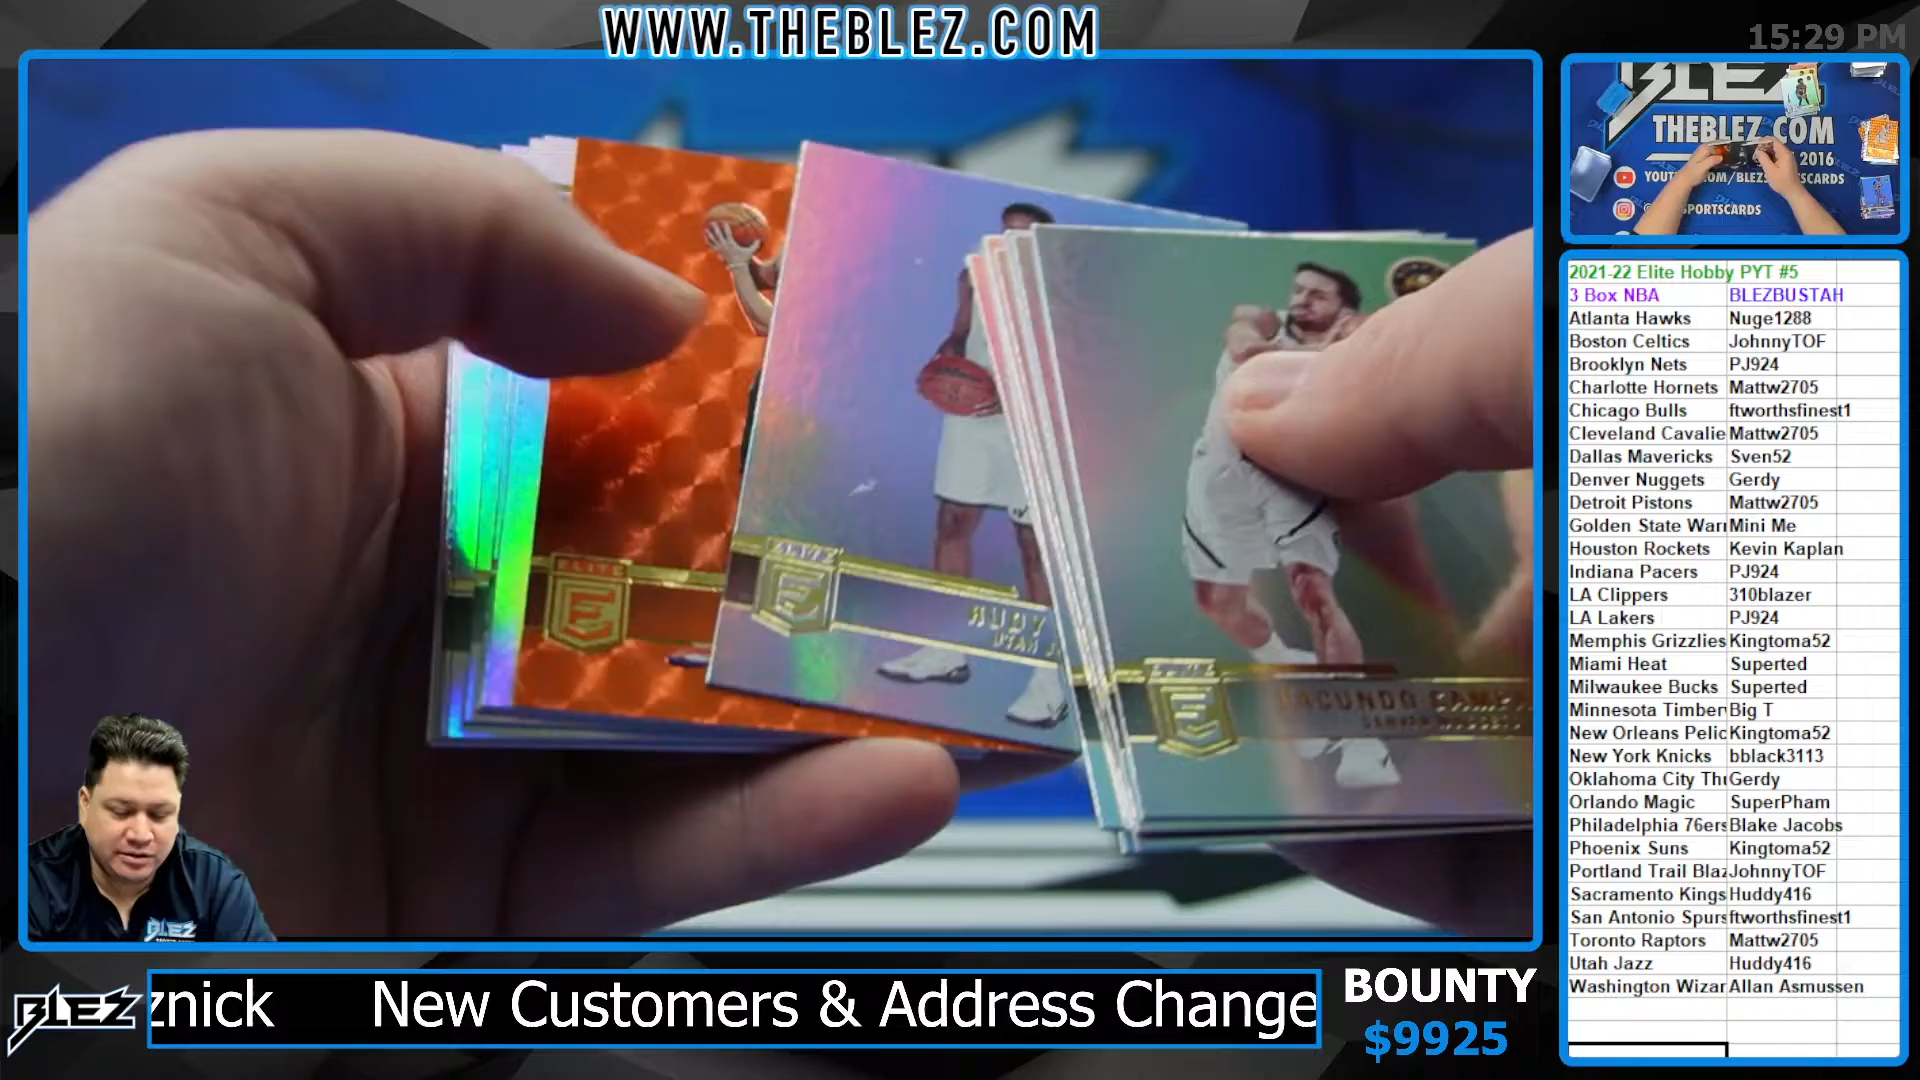 WWW.THEBLEZ.COM
15:29 PM
BLEZ
THEBLEZ.COM
2016
SPORTSCARDS
ELITE
E
ELITE
RUDY
UTAH
ELITE
E
2021-22 Elite Hobby PYT #5
3 Box NBA BLEZBUSTAH
Atlanta Hawks Nuge1288
Boston Celtics JohnnyTOF
Brooklyn Nets PJ924
Charlotte Hornets Mattw2705
Chicago Bulls ftworthsfinest1
Cleveland Cavalie Mattw2705
Dallas Mavericks Sven52
Denver Nuggets Gerdy
Detroit Pistons Mattw2705
Golden State Warr Mini Me
Houston Rockets Kevin Kaplan
Indiana Pacers PJ924
LA Clippers 310blazer
LA Lakers PJ924
Memphis Grizzlies Kingtoma52
Miami Heat Superted
Milwaukee Bucks Superted
Minnesota Timber Big T
New Orleans Pelic Kingtoma52
New York Knicks bblack3113
Oklahoma City Thu Gerdy
Orlando Magic SuperPham
Philadelphia 76ers Blake Jacobs
Phoenix Suns Kingtoma52
Portland Trail Blaz JohnnyTOF
Sacramento Kings Huddy416
San Antonio Spurs ftworthsfinest1
Toronto Raptors Mattw2705
Utah Jazz Huddy416
Washington Wizar Allan Asmussen
BLEZ
BLEZ
znick New Customers & Address Change
BOUNTY
$9925